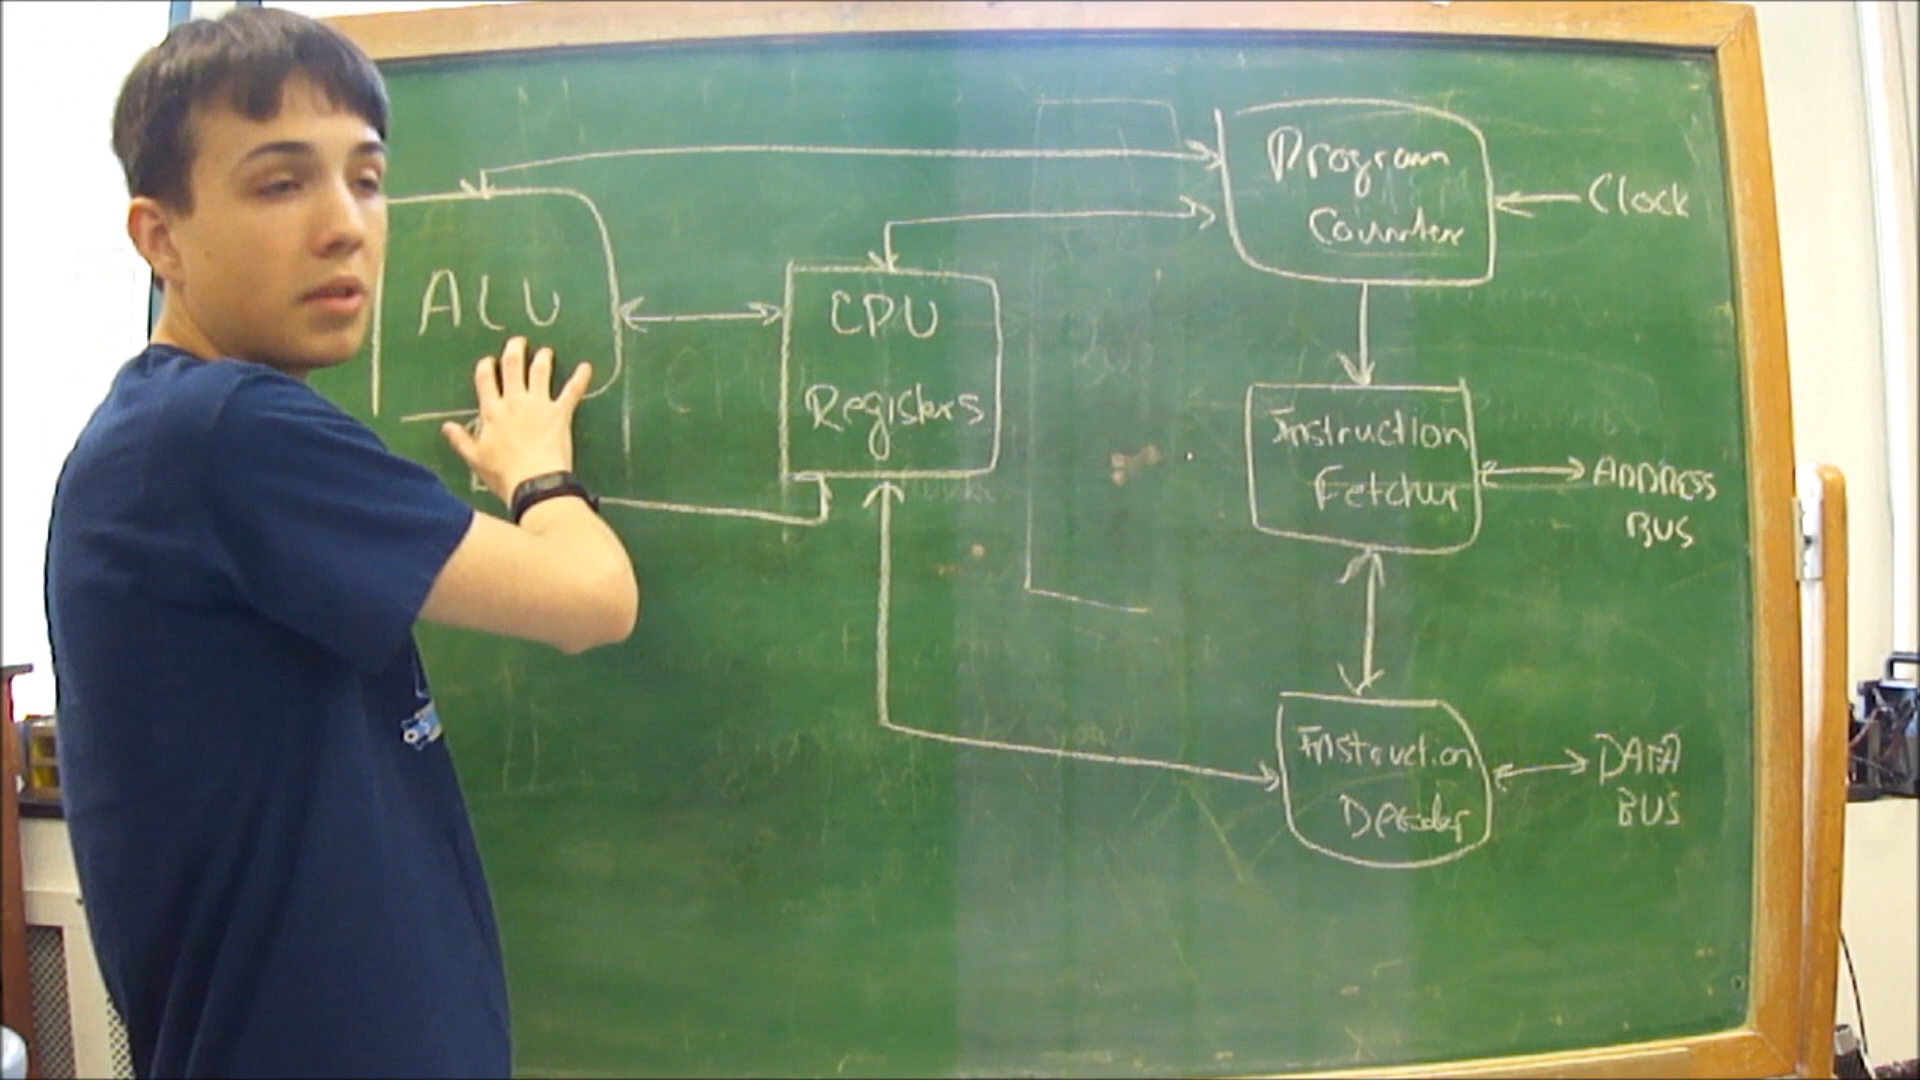 ALU
CPU
Registers
Program
Counter
Clock
Instruction
Fetcher
ADDRESS
BUS
Instruction
Decoder
DATA
BUS